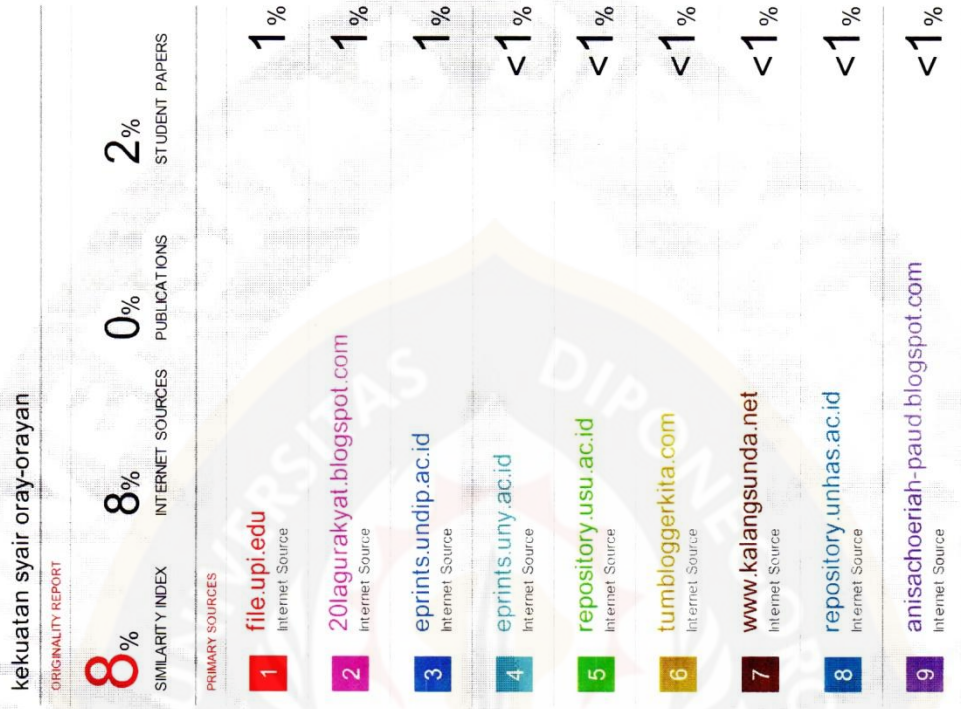 kekuatan syair oray-orayan
ORIGINALITY REPORT
8%
SIMILARITY INDEX
8%
INTERNET SOURCES
0%
PUBLICATIONS
2%
STUDENT PAPERS
PRIMARY SOURCES
1
file.upi.edu
Internet Source
1%
2
20lagurakyat.blogspot.com
Internet Source
1%
3
eprints.undip.ac.id
Internet Source
1%
4
eprints.uny.ac.id
Internet Source
<1%
5
repository.usu.ac.id
Internet Source
<1%
6
tumbloggerkita.com
Internet Source
<1%
7
www.kalangsunda.net
Internet Source
<1%
8
repository.unhas.ac.id
Internet Source
<1%
9
anisachoeriah-paud.blogspot.com
Internet Source
<1%